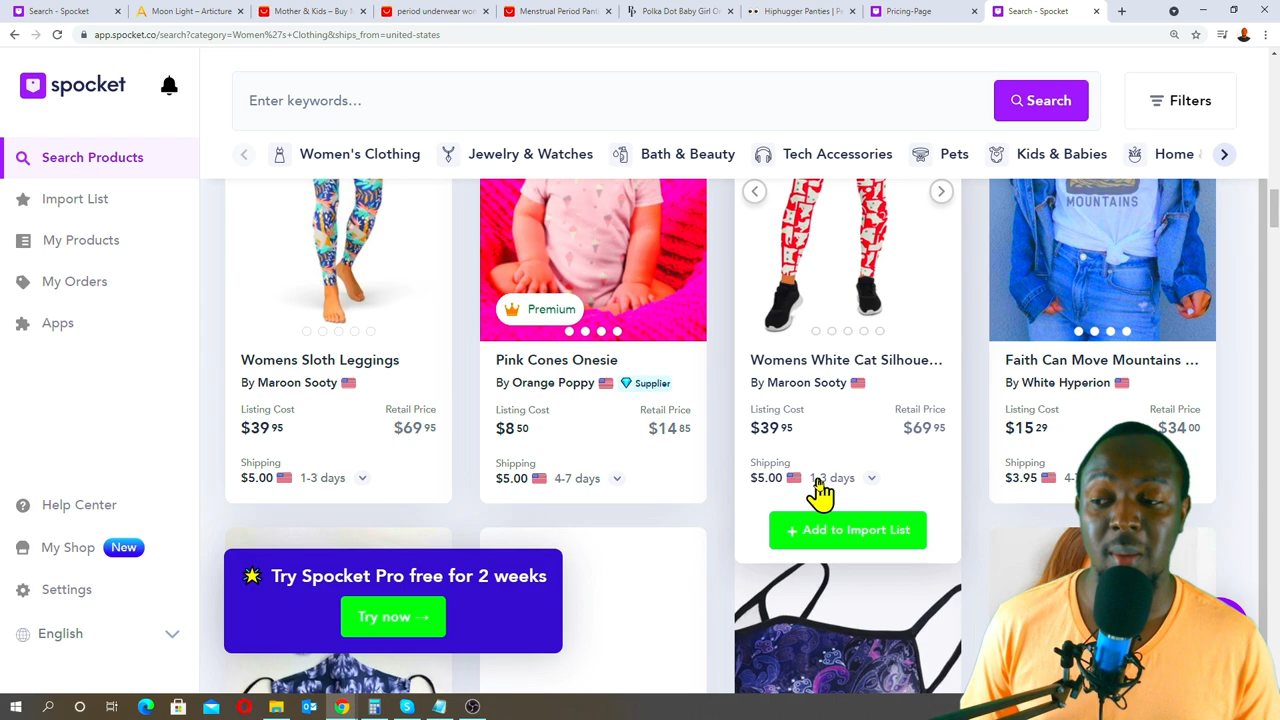 Search - Spocket
Moon Light – Articture
Mother & Kids – Buy M
period underwear wom
Menstrual Period Pant
Polka Dot Baby Girl O
Hiphugger Panties | Pe
Pricing-Page
Search - Spocket
app.spocket.co/search?category=Women%27s+Clothing&ships_from=united-states
spocket
Enter keywords...
Search
Filters
Women's Clothing
Jewelry & Watches
Bath & Beauty
Tech Accessories
Pets
Kids & Babies
Home &
Search Products
Import List
My Products
My Orders
Apps
Help Center
My Shop New
Settings
English
MOUNTAINS
Premium
Womens Sloth Leggings
By Maroon Sooty
Listing Cost Retail Price
$39 95 $69 95
Shipping
$5.00 1-3 days
Pink Cones Onesie
By Orange Poppy Supplier
Listing Cost Retail Price
$8 50 $14 85
Shipping
$5.00 4-7 days
Womens White Cat Silhoue...
By Maroon Sooty
Listing Cost Retail Price
$39 95 $69 95
Shipping
$5.00 1-3 days
+ Add to Import List
Faith Can Move Mountains ...
By White Hyperion
Listing Cost Retail Price
$15 29 $34 00
Shipping
$3.95 4-
Try Spocket Pro free for 2 weeks
Try now →